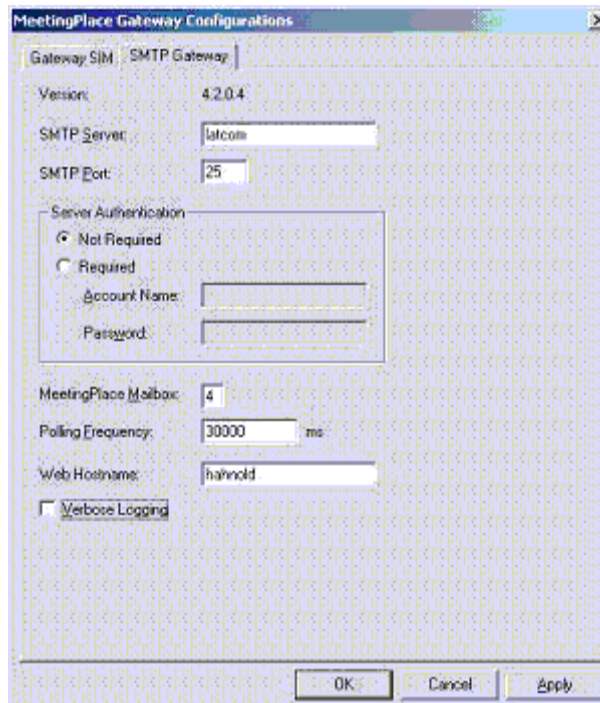 MeetingPlace Gateway Configurations
Gateway SIM SMTP Gateway
Version: 4.2.0.4
SMTP Server: latcom
SMTP Port: 25
Server Authentication
Not Required
Required
Account Name:
Password:
MeetingPlace Mailbox: 4
Polling Frequency: 30000 ms
Web Hostname: hahnold
Verbose Logging
OK Cancel Apply